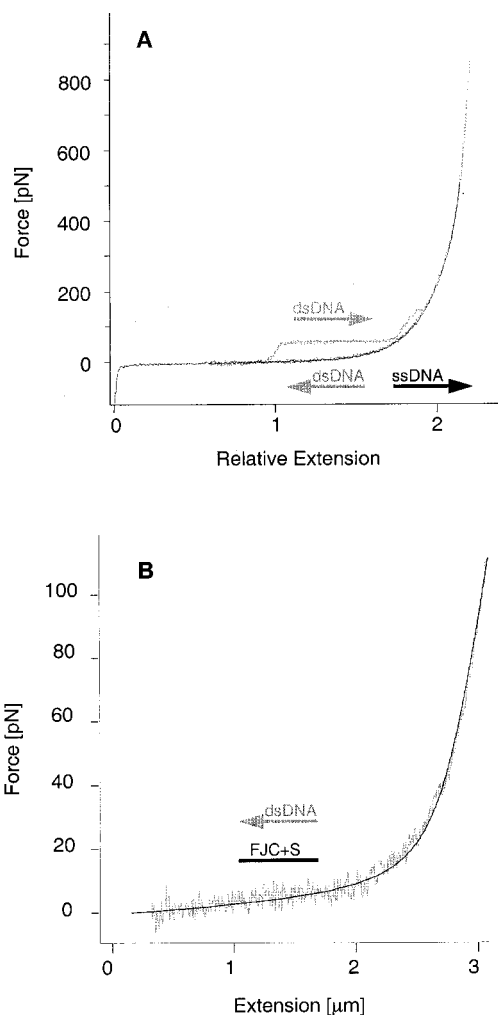 A
Force [pN]
800
600
400
200
0
dsDNA
dsDNA
ssDNA
0
1
2
Relative Extension
B
Force [pN]
100
80
60
40
20
0
dsDNA
FJC+S
0
1
2
3
Extension [μm]